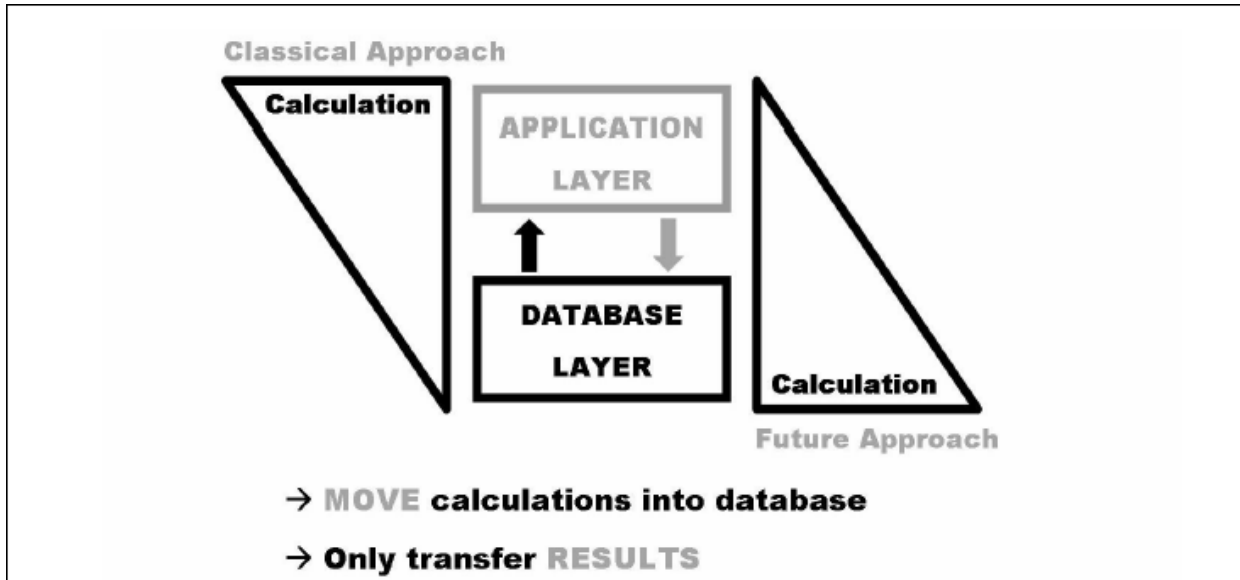 Classical Approach
Calculation
APPLICATION
LAYER
DATABASE
LAYER
Calculation
Future Approach
→ MOVE calculations into database
→ Only transfer RESULTS